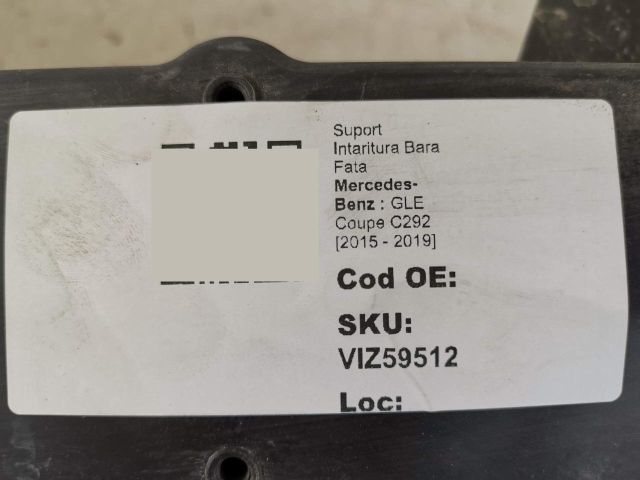 Suport
Intaritura Bara
Fata
Mercedes-
Benz : GLE
Coupe C292
[2015 - 2019]
Cod OE:
SKU:
VIZ59512
Loc: